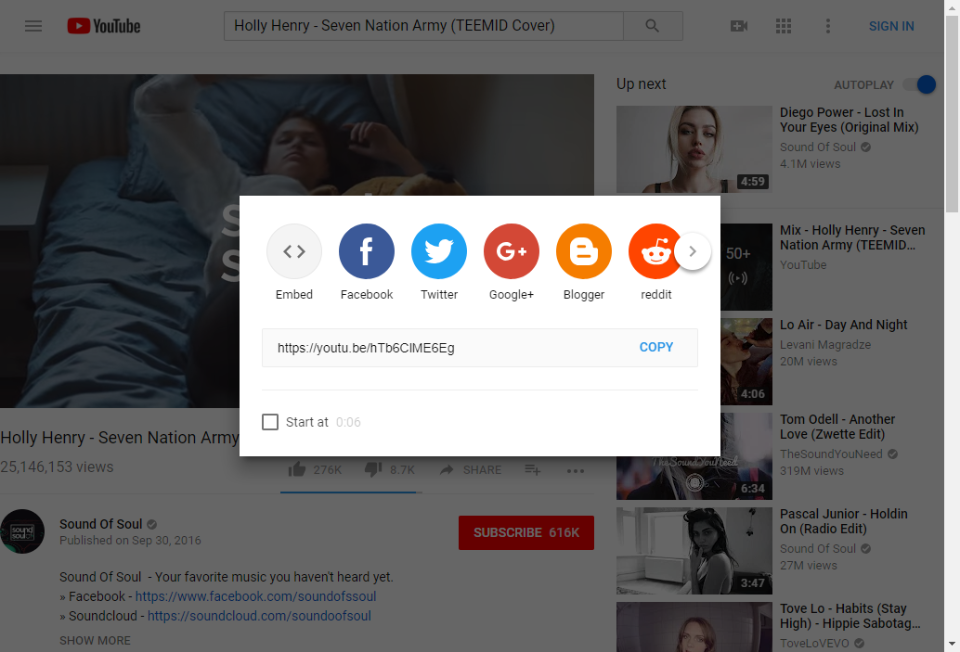 YouTube
Holly Henry - Seven Nation Army (TEEMID Cover)
SIGN IN
Up next
AUTOPLAY
4:59
Diego Power - Lost In
Your Eyes (Original Mix)
Sound Of Soul
4.1M views
50+
Mix - Holly Henry - Seven
Nation Army (TEEMID...
YouTube
4:06
Lo Air - Day And Night
Levani Magradze
20M views
TheSoundYouNeed
6:34
Tom Odell - Another
Love (Zwette Edit)
TheSoundYouNeed
319M views
3:47
Pascal Junior - Holdin
On (Radio Edit)
Sound Of Soul
27M views
Tove Lo - Habits (Stay
High) - Hippie Sabotag...
ToveLoVEVO
Embed
Facebook
Twitter
Google+
Blogger
reddit
https://youtu.be/hTb6CIME6Eg
COPY
Start at 0:06
Holly Henry - Seven Nation Army
25,146,153 views
276K
8.7K
SHARE
Sound Of Soul
Published on Sep 30, 2016
SUBSCRIBE 616K
Sound Of Soul - Your favorite music you haven't heard yet.
» Facebook - https://www.facebook.com/soundofssoul
» Soundcloud - https://soundcloud.com/soundoofsoul
SHOW MORE